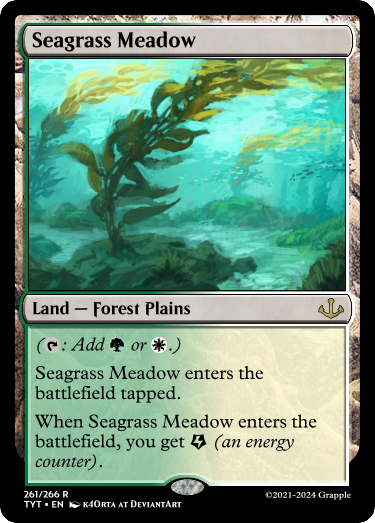 Seagrass Meadow
Land — Forest Plains
(: Add or .)
Seagrass Meadow enters the
battlefield tapped.
When Seagrass Meadow enters the
battlefield, you get (an energy
counter).
261/266 R
TYT • EN K4ORTA AT DEVIANTART
©2021-2024 Grapple